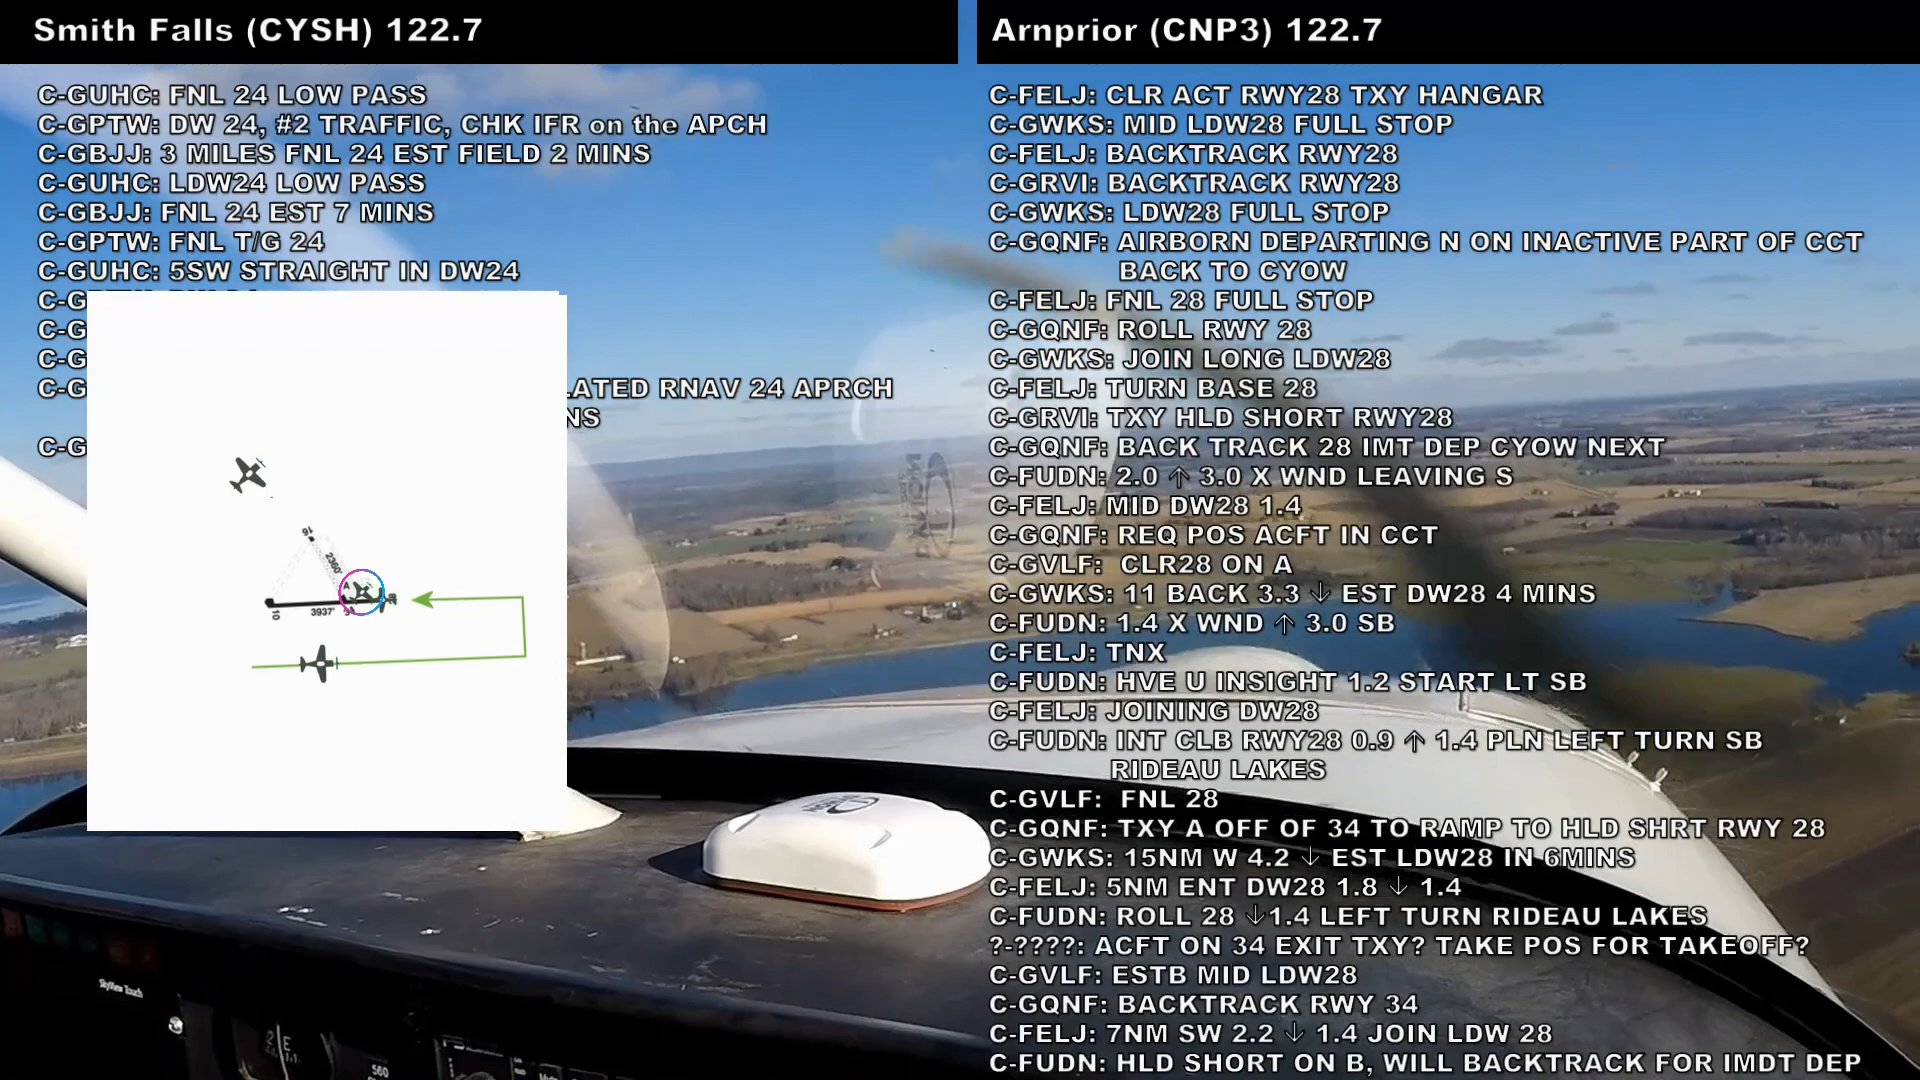 Smith Falls (CYSH) 122.7
C-GUHC: FNL 24 LOW PASS
C-GPTW: DW 24, #2 TRAFFIC, CHK IFR on the APCH
C-GBJJ: 3 MILES FNL 24 EST FIELD 2 MINS
C-GUHC: LDW24 LOW PASS
C-GBJJ: FNL 24 EST 7 MINS
C-GPTW: FNL T/G 24
C-GUHC: 5SW STRAIGHT IN DW24
C-G
C-G
C-G
C-G LATED RNAV 24 APRCH
NS
C-G
16
2360'
A
10
3937'
SkyView Touch
560
Arnprior (CNP3) 122.7
C-FELJ: CLR ACT RWY28 TXY HANGAR
C-GWKS: MID LDW28 FULL STOP
C-FELJ: BACKTRACK RWY28
C-GRVI: BACKTRACK RWY28
C-GWKS: LDW28 FULL STOP
C-GQNF: AIRBORN DEPARTING N ON INACTIVE PART OF CCT
BACK TO CYOW
C-FELJ: FNL 28 FULL STOP
C-GQNF: ROLL RWY 28
C-GWKS: JOIN LONG LDW28
C-FELJ: TURN BASE 28
C-GRVI: TXY HLD SHORT RWY28
C-GQNF: BACK TRACK 28 IMT DEP CYOW NEXT
C-FUDN: 2.0 ↑ 3.0 X WND LEAVING S
C-FELJ: MID DW28 1.4
C-GQNF: REQ POS ACFT IN CCT
C-GVLF: CLR28 ON A
C-GWKS: 11 BACK 3.3 ↓ EST DW28 4 MINS
C-FUDN: 1.4 X WND ↑ 3.0 SB
C-FELJ: TNX
C-FUDN: HVE U INSIGHT 1.2 START LT SB
C-FELJ: JOINING DW28
C-FUDN: INT CLB RWY28 0.9 ↑ 1.4 PLN LEFT TURN SB
RIDEAU LAKES
C-GVLF: FNL 28
C-GQNF: TXY A OFF OF 34 TO RAMP TO HLD SHRT RWY 28
C-GWKS: 15NM W 4.2 ↓ EST LDW28 IN 6MINS
C-FELJ: 5NM ENT DW28 1.8 ↓ 1.4
C-FUDN: ROLL 28 ↓1.4 LEFT TURN RIDEAU LAKES
?-????: ACFT ON 34 EXIT TXY? TAKE POS FOR TAKEOFF?
C-GVLF: ESTB MID LDW28
C-GQNF: BACKTRACK RWY 34
C-FELJ: 7NM SW 2.2 ↓ 1.4 JOIN LDW 28
C-FUDN: HLD SHORT ON B, WILL BACKTRACK FOR IMDT DEP